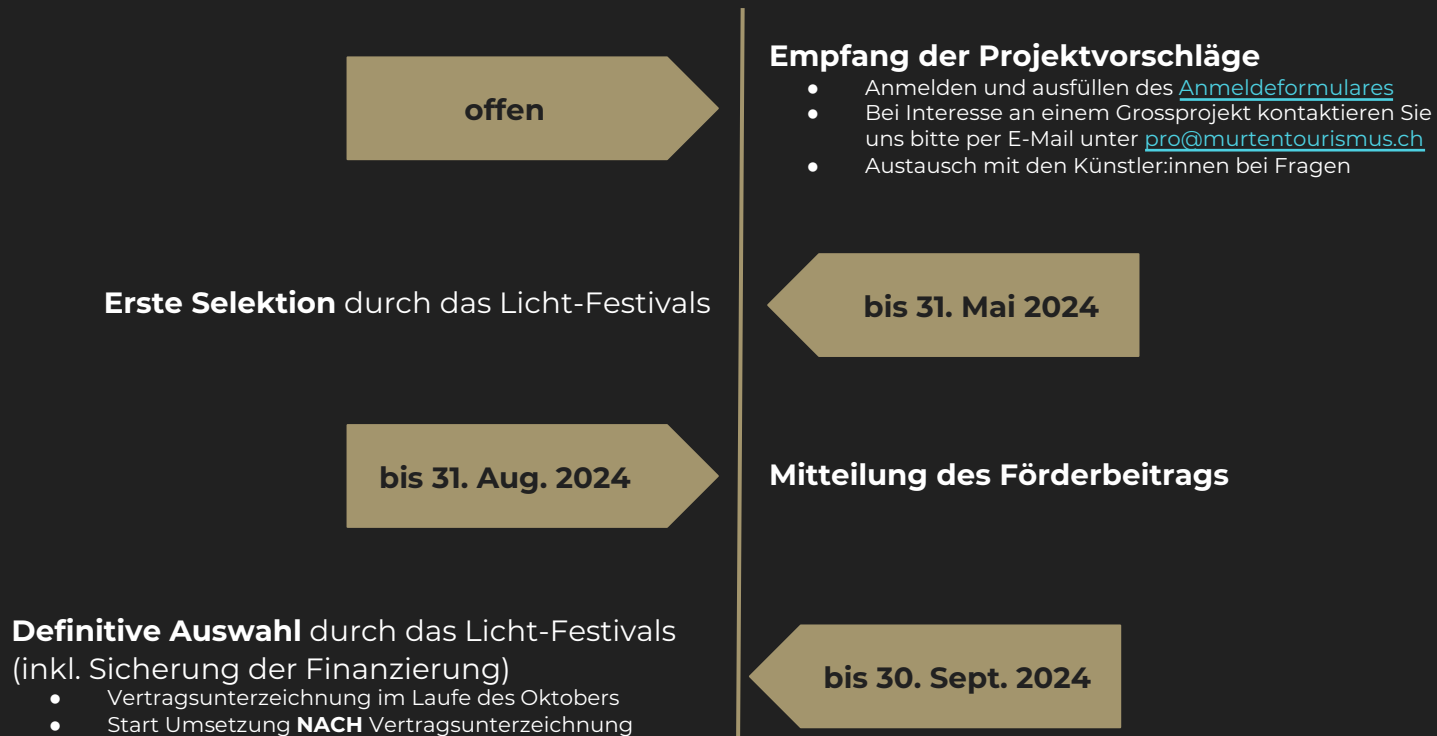 offen
Empfang der Projektvorschläge
● Anmelden und ausfüllen des Anmeldeformulares
● Bei Interesse an einem Grossprojekt kontaktieren Sie
uns bitte per E-Mail unter pro@murtentourismus.ch
● Austausch mit den Künstler:innen bei Fragen
Erste Selektion durch das Licht-Festivals
bis 31. Mai 2024
bis 31. Aug. 2024
Mitteilung des Förderbeitrags
Definitive Auswahl durch das Licht-Festivals
(inkl. Sicherung der Finanzierung)
● Vertragsunterzeichnung im Laufe des Oktobers
● Start Umsetzung NACH Vertragsunterzeichnung
bis 30. Sept. 2024